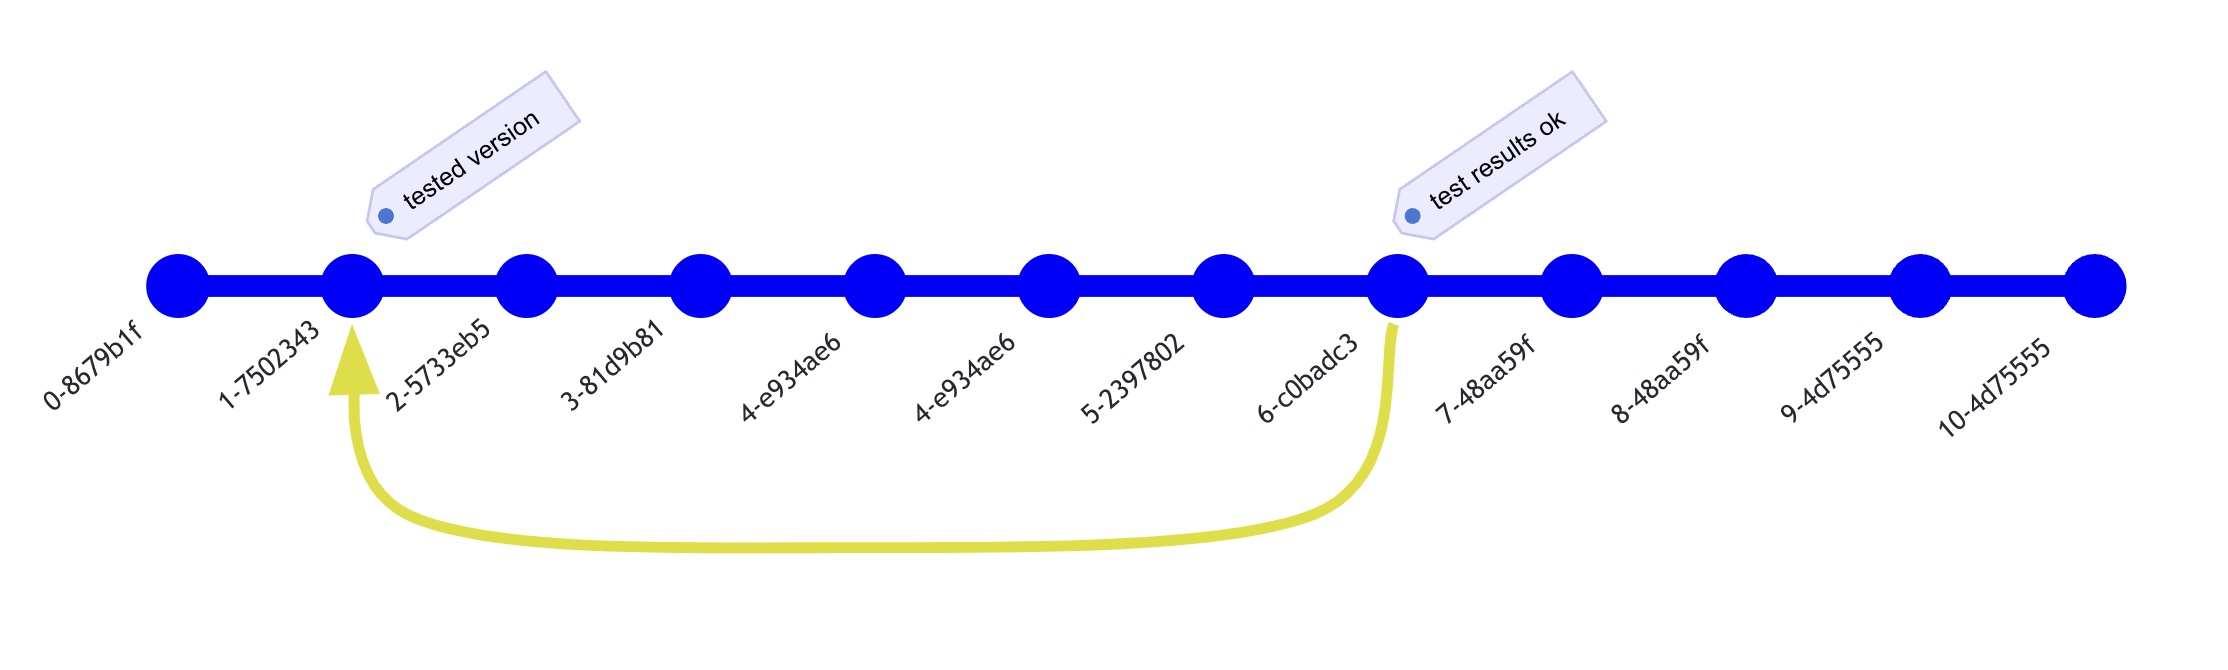 tested version
test results ok
0-8679b1f
1-7502343
2-5733eb5
3-81d9b81
4-e934ae6
4-e934ae6
5-2397802
6-c0badc3
7-48aa59f
8-48aa59f
9-4d75555
10-4d75555